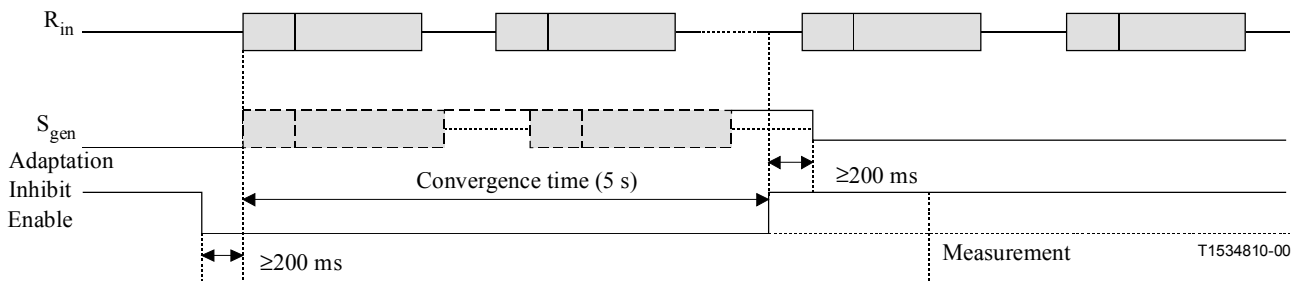 R_in
S_gen
Adaptation
Inhibit
Enable
Convergence time (5 s)
≥200 ms
≥200 ms
Measurement
T1534810-00